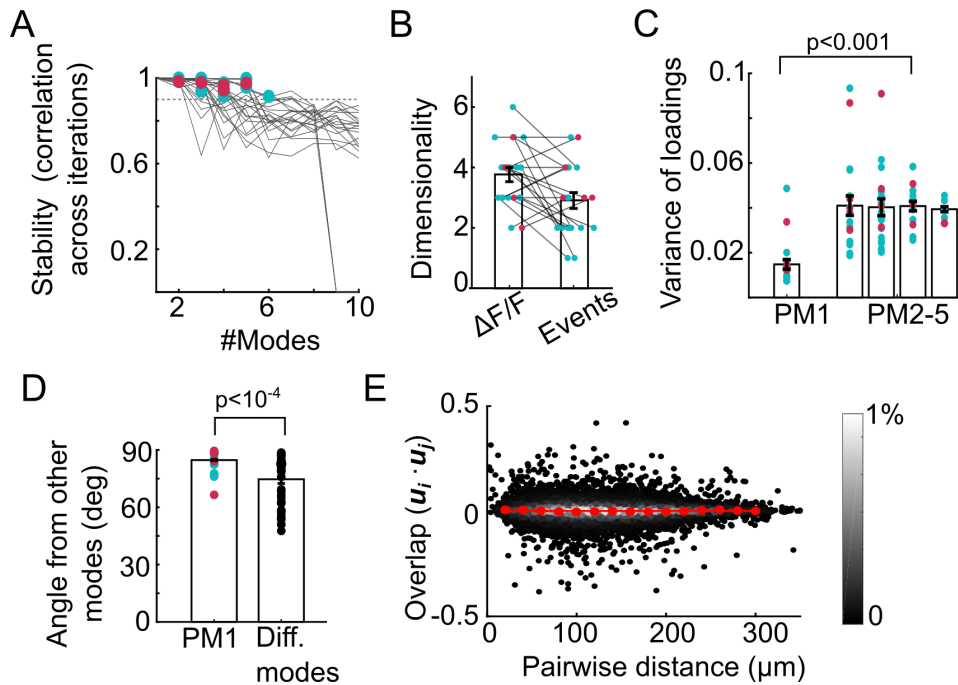 A
Stability (correlation
across iterations)
1
0.6
0.2
2
6
10
#Modes
B
Dimensionality
6
4
2
0
ΔF/F
Events
C
p<0.001
Variance of loadings
0.1
0.06
0.02
PM1
PM2-5
D
p<10⁻⁴
Angle from other
modes (deg)
90
60
30
0
PM1
Diff.
modes
E
Overlap (uᵢ · uⱼ)
0.5
0
-0.5
0
100
200
300
Pairwise distance (µm)
1%
0